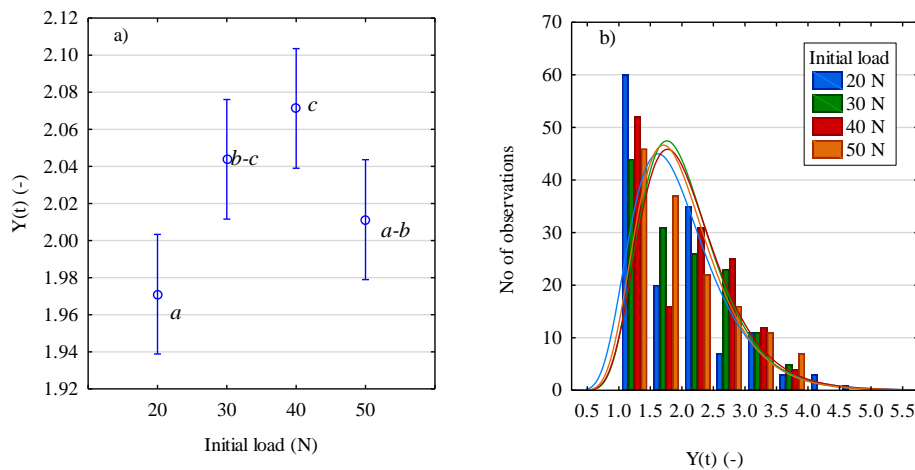 a)
2.12
2.10
2.08
2.06
2.04
2.02
2.00
1.98
1.96
1.94
1.92
Y(t) (-)
c
b-c
a-b
a
20 30 40 50
Initial load (N)
b)
70
60
50
40
30
20
10
0
No of observations
Initial load
20 N
30 N
40 N
50 N
0.5 1.0 1.5 2.0 2.5 3.0 3.5 4.0 4.5 5.0 5.5
Y(t) (-)